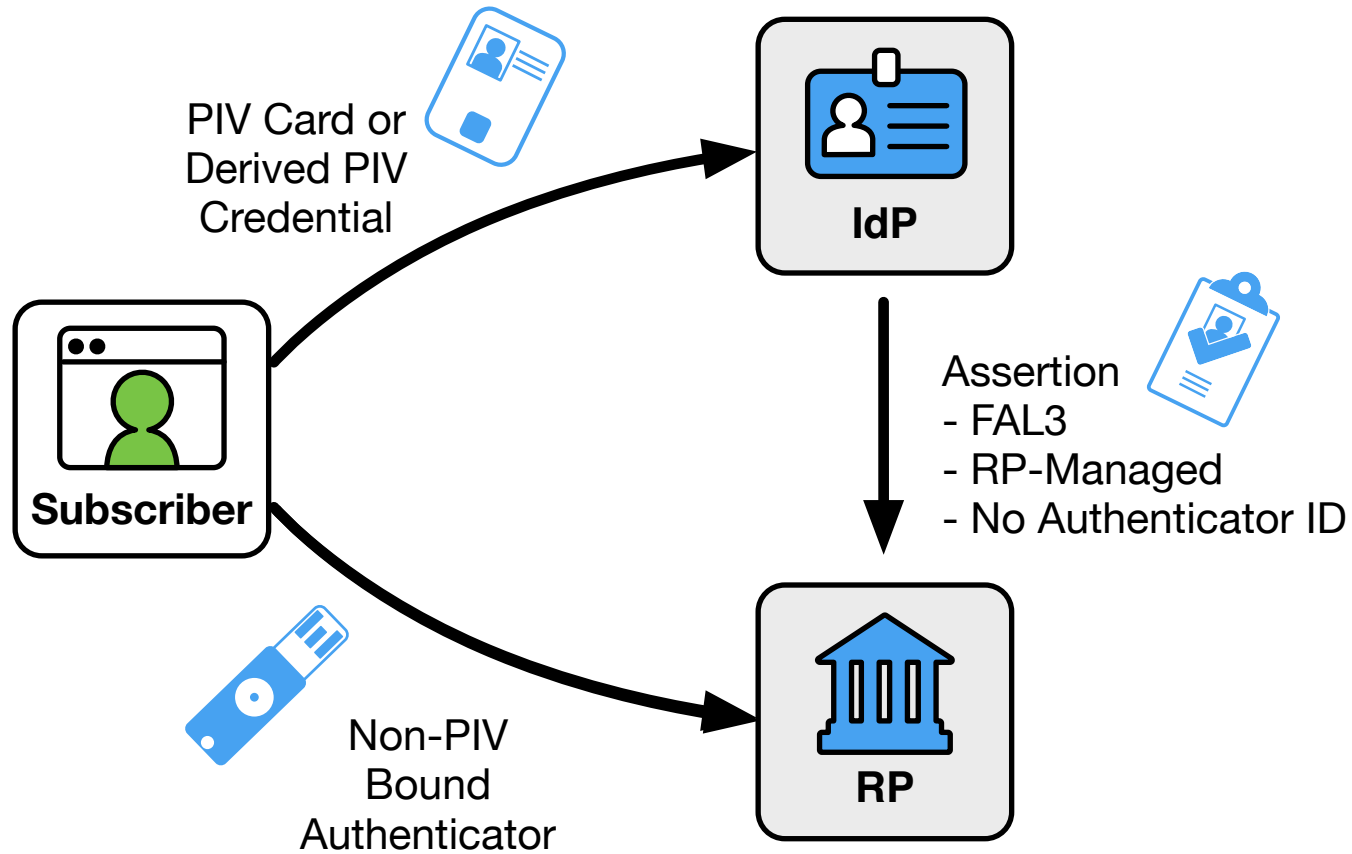 PIV Card or
Derived PIV
Credential
IdP
Subscriber
Assertion
- FAL3
- RP-Managed
- No Authenticator ID
Non-PIV
Bound
Authenticator
RP